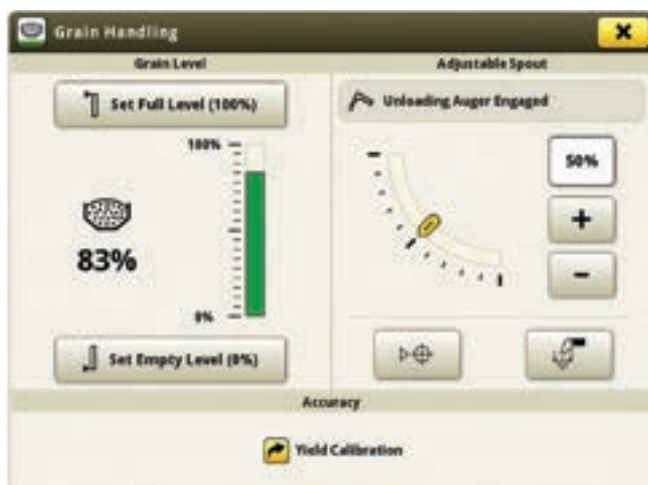 Grain Handling
Grain Level
Set Full Level (100%)
100%
83%
0%
Set Empty Level (0%)
Adjustable Spout
Unloading Auger Engaged
50%
+
-
Accuracy
Yield Calibration